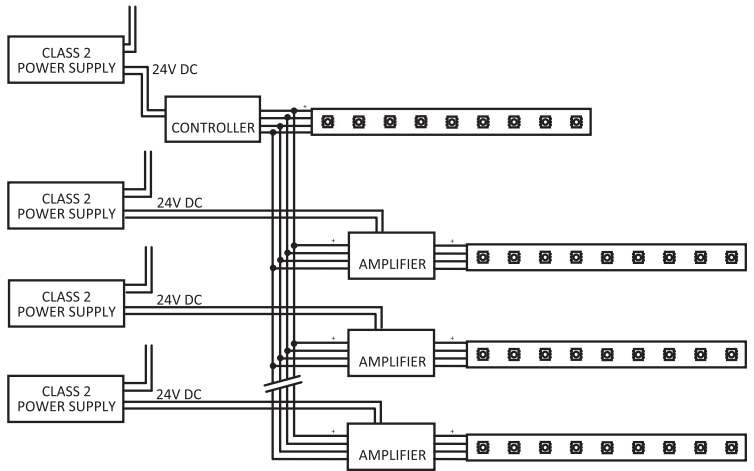 CLASS 2
POWER SUPPLY
24V DC
CONTROLLER
+
CLASS 2
POWER SUPPLY
24V DC
+
+
AMPLIFIER
CLASS 2
POWER SUPPLY
24V DC
+
+
AMPLIFIER
CLASS 2
POWER SUPPLY
24V DC
+
+
AMPLIFIER